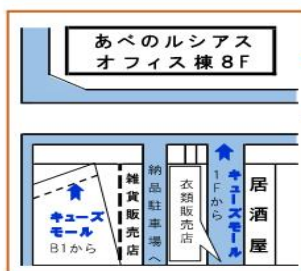 あべのルシアス
オフィス棟8F
キューズ
モール
B1から
雑貨販売店
納品駐車場へ
衣類販売店
1Fから
キューズモール
居酒屋